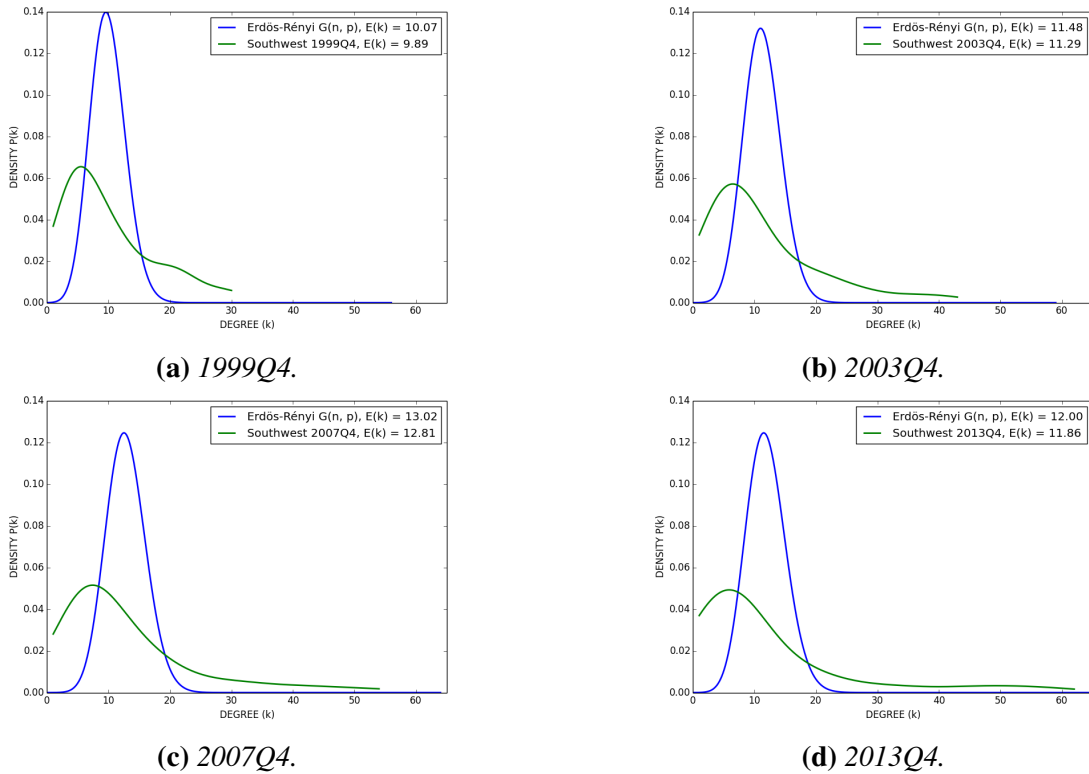 0.14
0.12
0.10
0.08
0.06
0.04
0.02
0.00
DENSITY P(k)
0 10 20 30 40 50 60
DEGREE (k)
Erdös-Rényi G(n, p), E(k) = 10.07
Southwest 1999Q4, E(k) = 9.89
(a) 1999Q4.
0.14
0.12
0.10
0.08
0.06
0.04
0.02
0.00
DENSITY P(k)
0 10 20 30 40 50 60
DEGREE (k)
Erdös-Rényi G(n, p), E(k) = 11.48
Southwest 2003Q4, E(k) = 11.29
(b) 2003Q4.
0.14
0.12
0.10
0.08
0.06
0.04
0.02
0.00
DENSITY P(k)
0 10 20 30 40 50 60
DEGREE (k)
Erdös-Rényi G(n, p), E(k) = 13.02
Southwest 2007Q4, E(k) = 12.81
(c) 2007Q4.
0.14
0.12
0.10
0.08
0.06
0.04
0.02
0.00
DENSITY P(k)
0 10 20 30 40 50 60
DEGREE (k)
Erdös-Rényi G(n, p), E(k) = 12.00
Southwest 2013Q4, E(k) = 11.86
(d) 2013Q4.